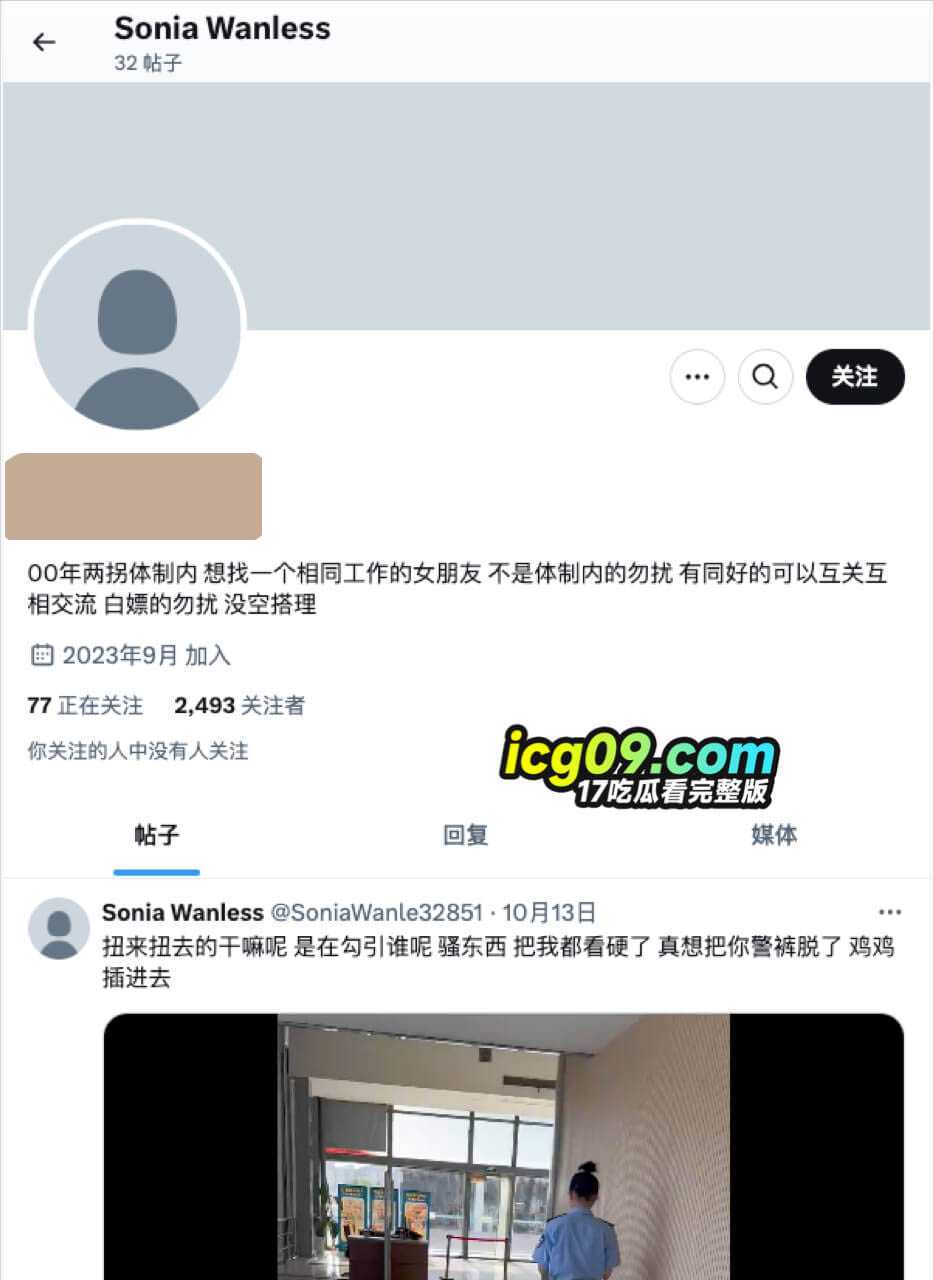 Sonia Wanless
32 帖子
关注
00年两拐体制内 想找一个相同工作的女朋友 不是体制内的勿扰 有同好的可以互关互
相交流 白嫖的勿扰 没空搭理
2023年9月 加入
77 正在关注 2,493 关注者
你关注的人中没有人关注
icg09.com
17吃瓜看完整版
帖子 回复 媒体
Sonia Wanless @SoniaWanle32851 · 10月13日
扭来扭去的干嘛呢 是在勾引谁呢 骚东西 把我都看硬了 真想把你警裤脱了 鸡鸡
插进去